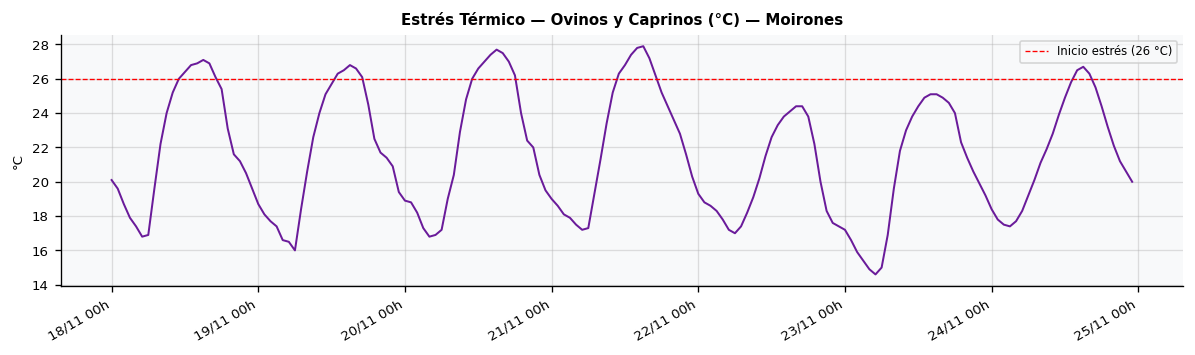 Estrés Térmico — Ovinos y Caprinos (°C) — Moirones
Inicio estrés (26 °C)
°C
28
26
24
22
20
18
16
14
18/11 00h
19/11 00h
20/11 00h
21/11 00h
22/11 00h
23/11 00h
24/11 00h
25/11 00h